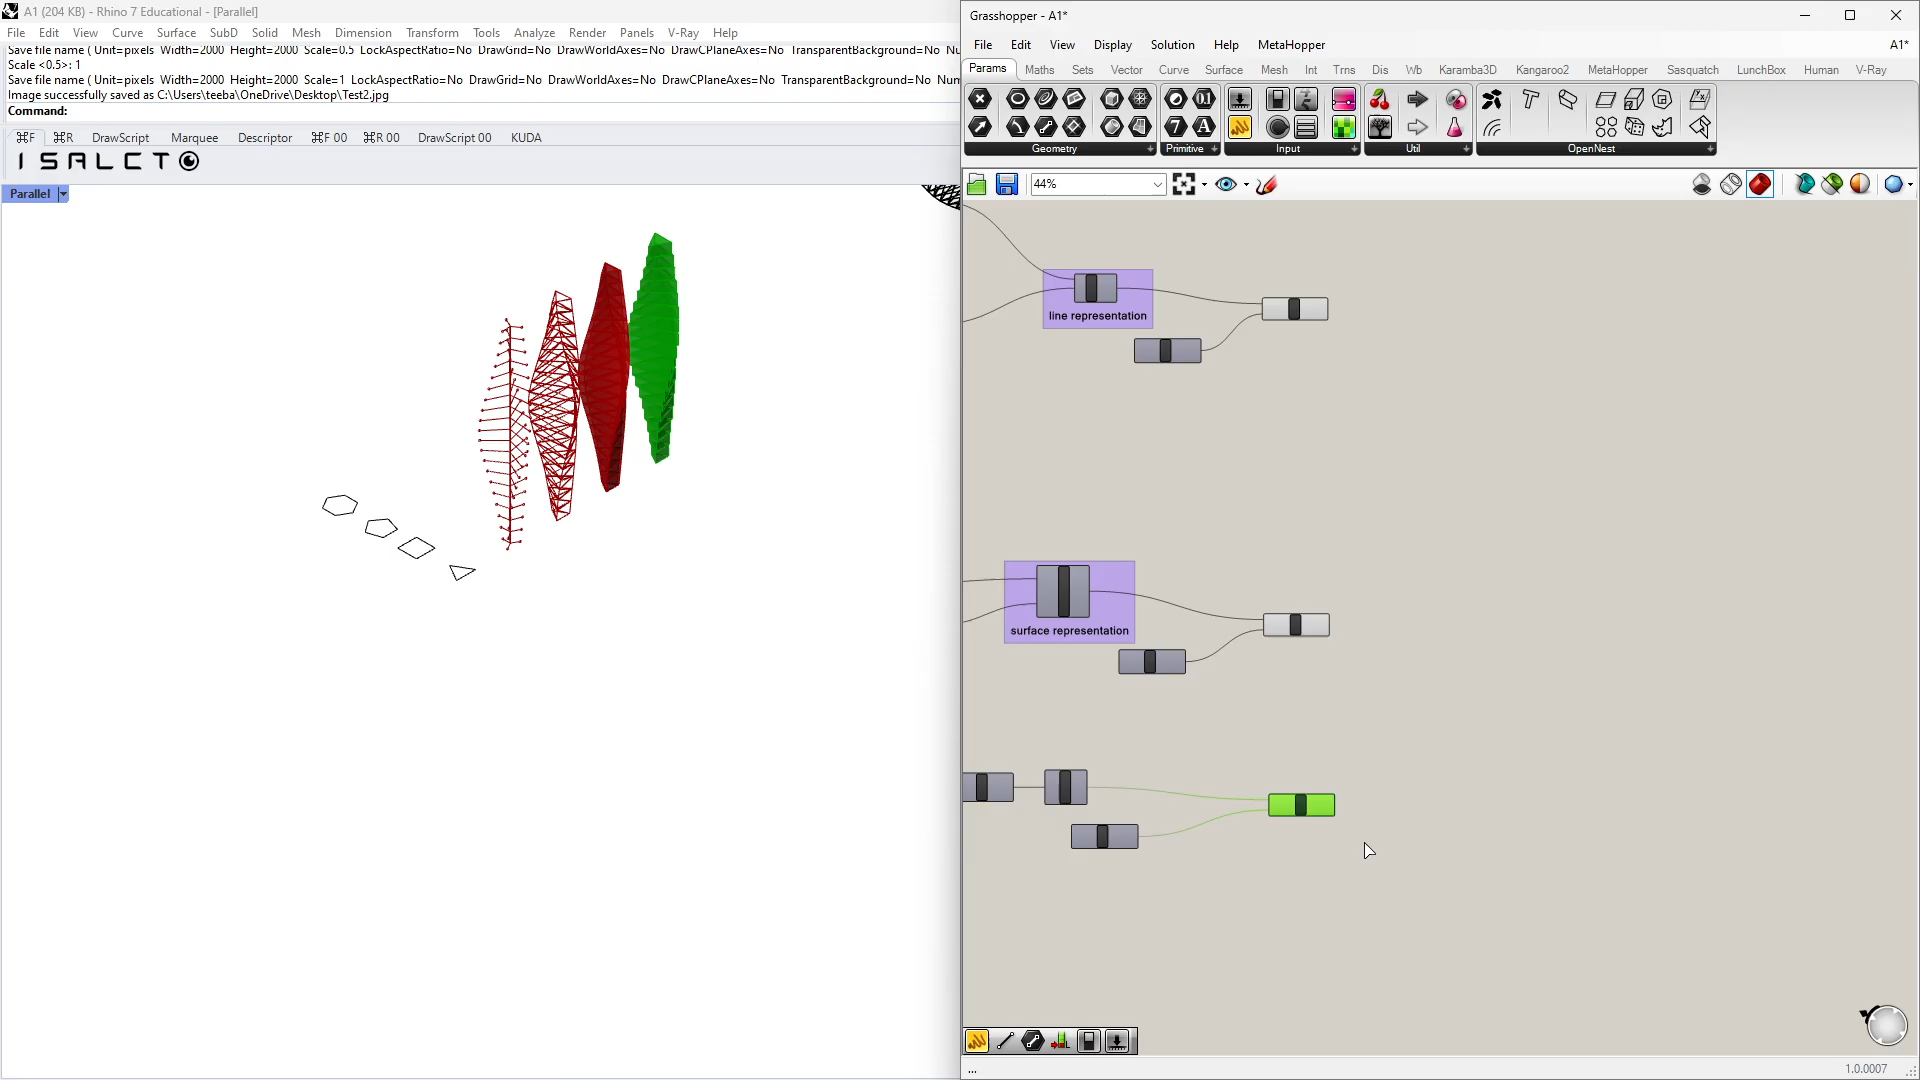 A1 (204 KB) - Rhino 7 Educational - [Parallel]
File Edit View Curve Surface SubD Solid Mesh Dimension Transform Tools Analyze Render Panels V-Ray Help
Save file name ( Unit=pixels Width=2000 Height=2000 Scale=0.5 LockAspectRatio=No DrawGrid=No DrawWorldAxes=No DrawCPlaneAxes=No TransparentBackground=No Nu
Scale <0.5>: 1
Save file name ( Unit=pixels Width=2000 Height=2000 Scale=1 LockAspectRatio=No DrawGrid=No DrawWorldAxes=No DrawCPlaneAxes=No TransparentBackground=No Num
Image successfully saved as C:\Users\teeba\OneDrive\Desktop\Test2.jpg
Command:
⌘F ⌘R DrawScript Marquee Descriptor ⌘F 00 ⌘R 00 DrawScript 00 KUDA
I S A L C T
Parallel
Grasshopper - A1*
File Edit View Display Solution Help MetaHopper A1*
Params Maths Sets Vector Curve Surface Mesh Int Trns Dis Wb Karamba3D Kangaroo2 MetaHopper Sasquatch LunchBox Human V-Ray
Geometry Primitive Input Util OpenNest
44%
line representation
surface representation
...
1.0.0007